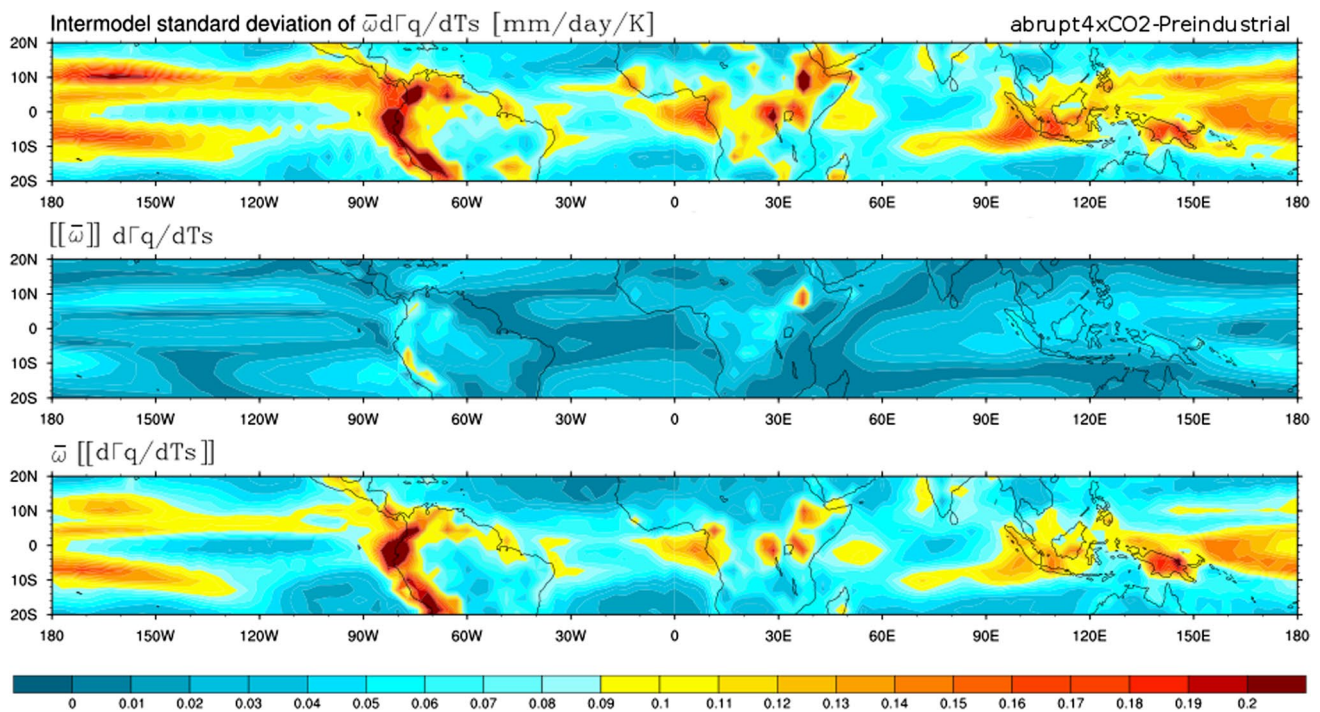 Intermodel standard deviation of ω̄dΓq/dTs [mm/day/K] abrupt4xCO2-Preindustrial
20N
10N
0
10S
20S
180 150W 120W 90W 60W 30W 0 30E 60E 90E 120E 150E 180
[[ω̄]] dΓq/dTs
20N
10N
0
10S
20S
180 150W 120W 90W 60W 30W 0 30E 60E 90E 120E 150E 180
ω̄ [[dΓq/dTs]]
20N
10N
0
10S
20S
180 150W 120W 90W 60W 30W 0 30E 60E 90E 120E 150E 180
0 0.01 0.02 0.03 0.04 0.05 0.06 0.07 0.08 0.09 0.1 0.11 0.12 0.13 0.14 0.15 0.16 0.17 0.18 0.19 0.2